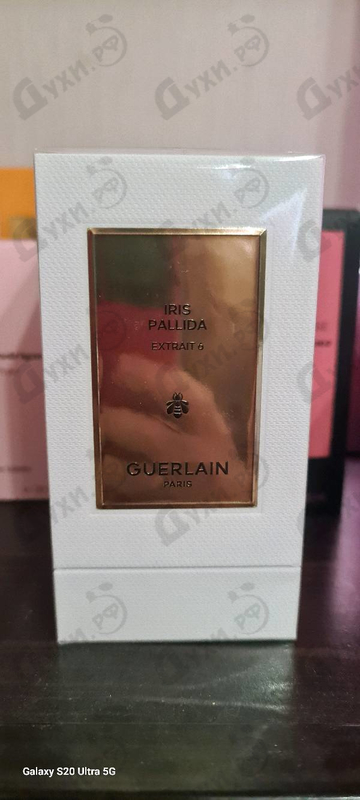 Духи.рф
IRIS
PALLIDA
EXTRAIT 6
GUERLAIN
PARIS
Galaxy S20 Ultra 5G